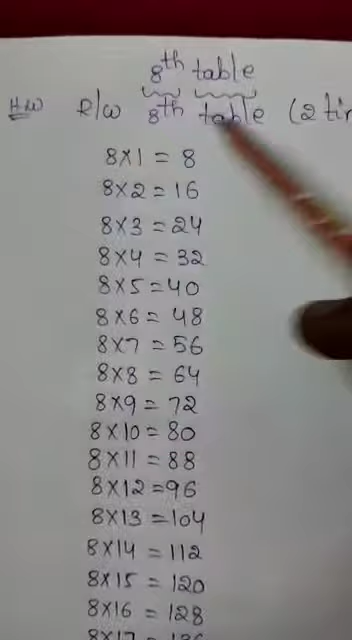 8th table
H.W R/W 8th table (2
8×1 = 8
8×2 = 16
8×3 = 24
8×4 = 32
8×5 = 40
8×6 = 48
8×7 = 56
8×8 = 64
8×9 = 72
8×10 = 80
8×11 = 88
8×12 = 96
8×13 = 104
8×14 = 112
8×15 = 120
8×16 = 128